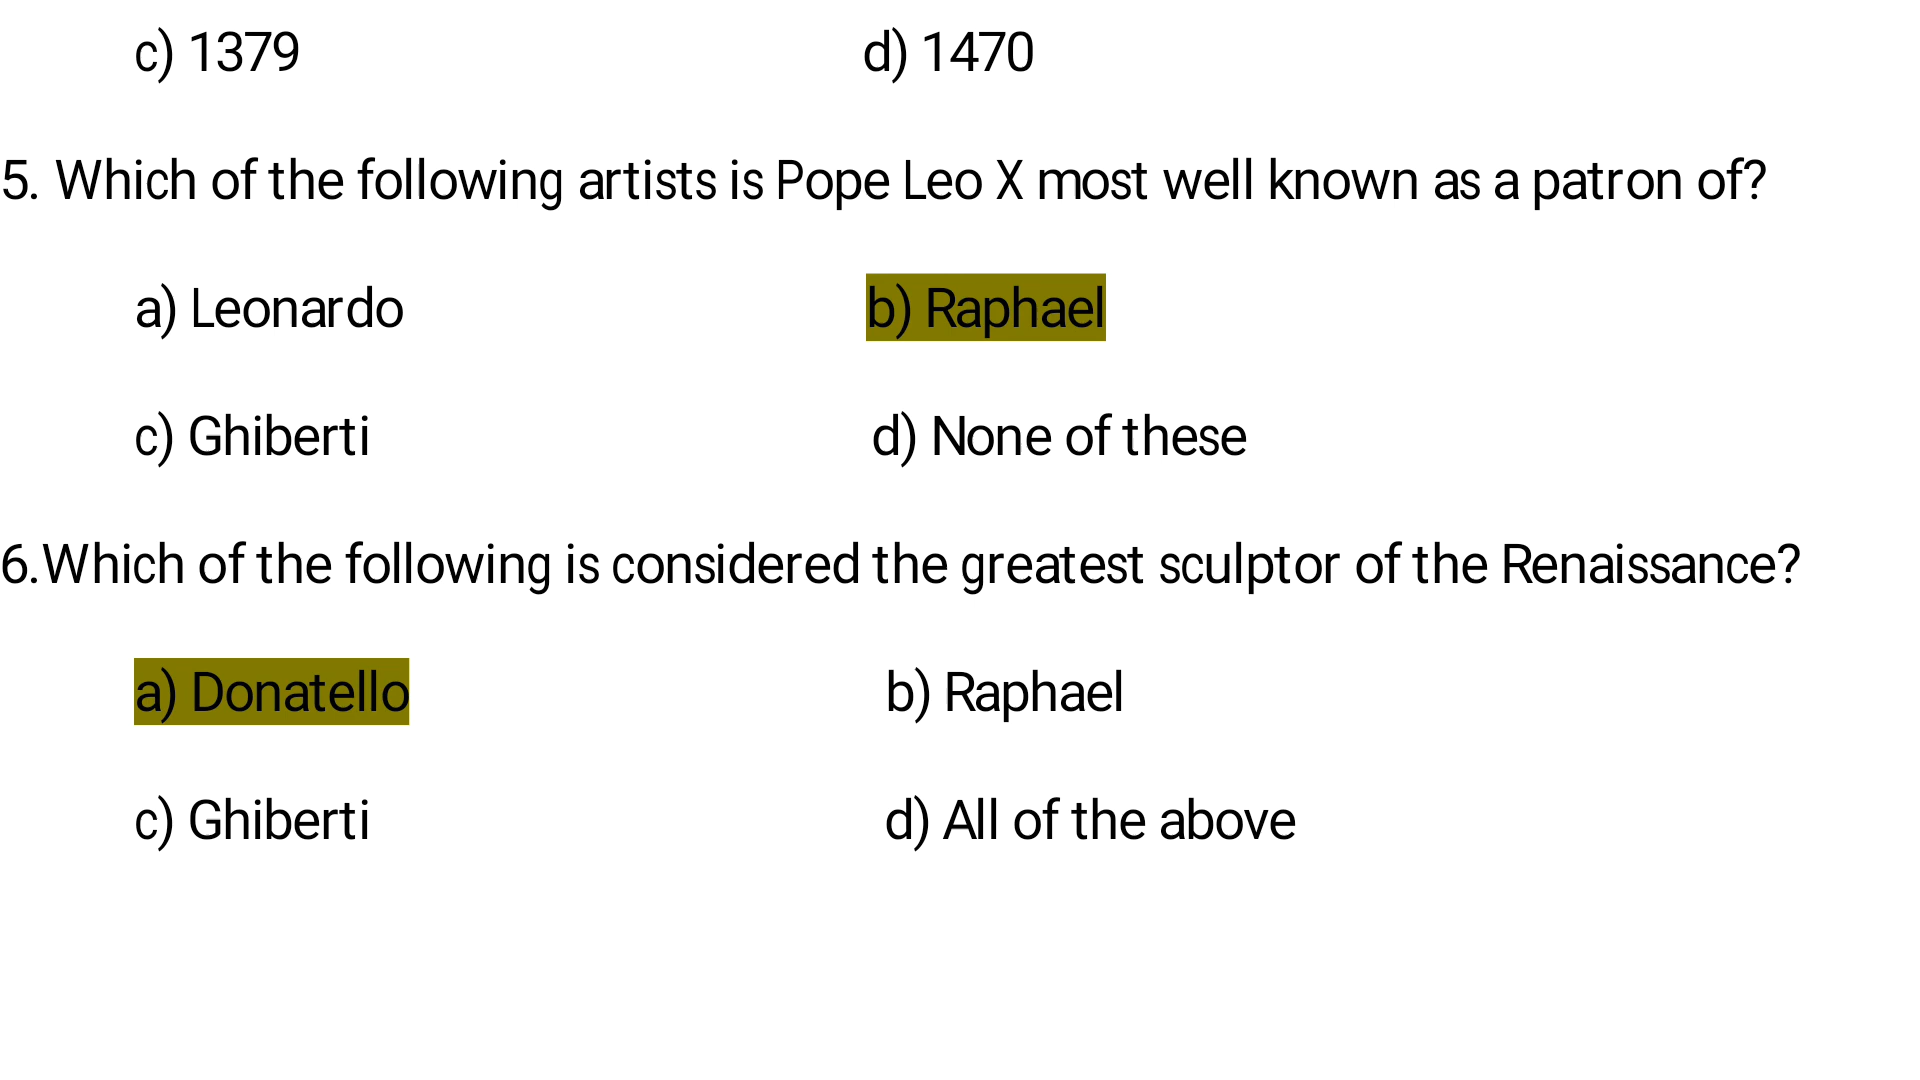 c) 1379 d) 1470
5. Which of the following artists is Pope Leo X most well known as a patron of?
a) Leonardo b) Raphael
c) Ghiberti d) None of these
6.Which of the following is considered the greatest sculptor of the Renaissance?
a) Donatello b) Raphael
c) Ghiberti d) All of the above